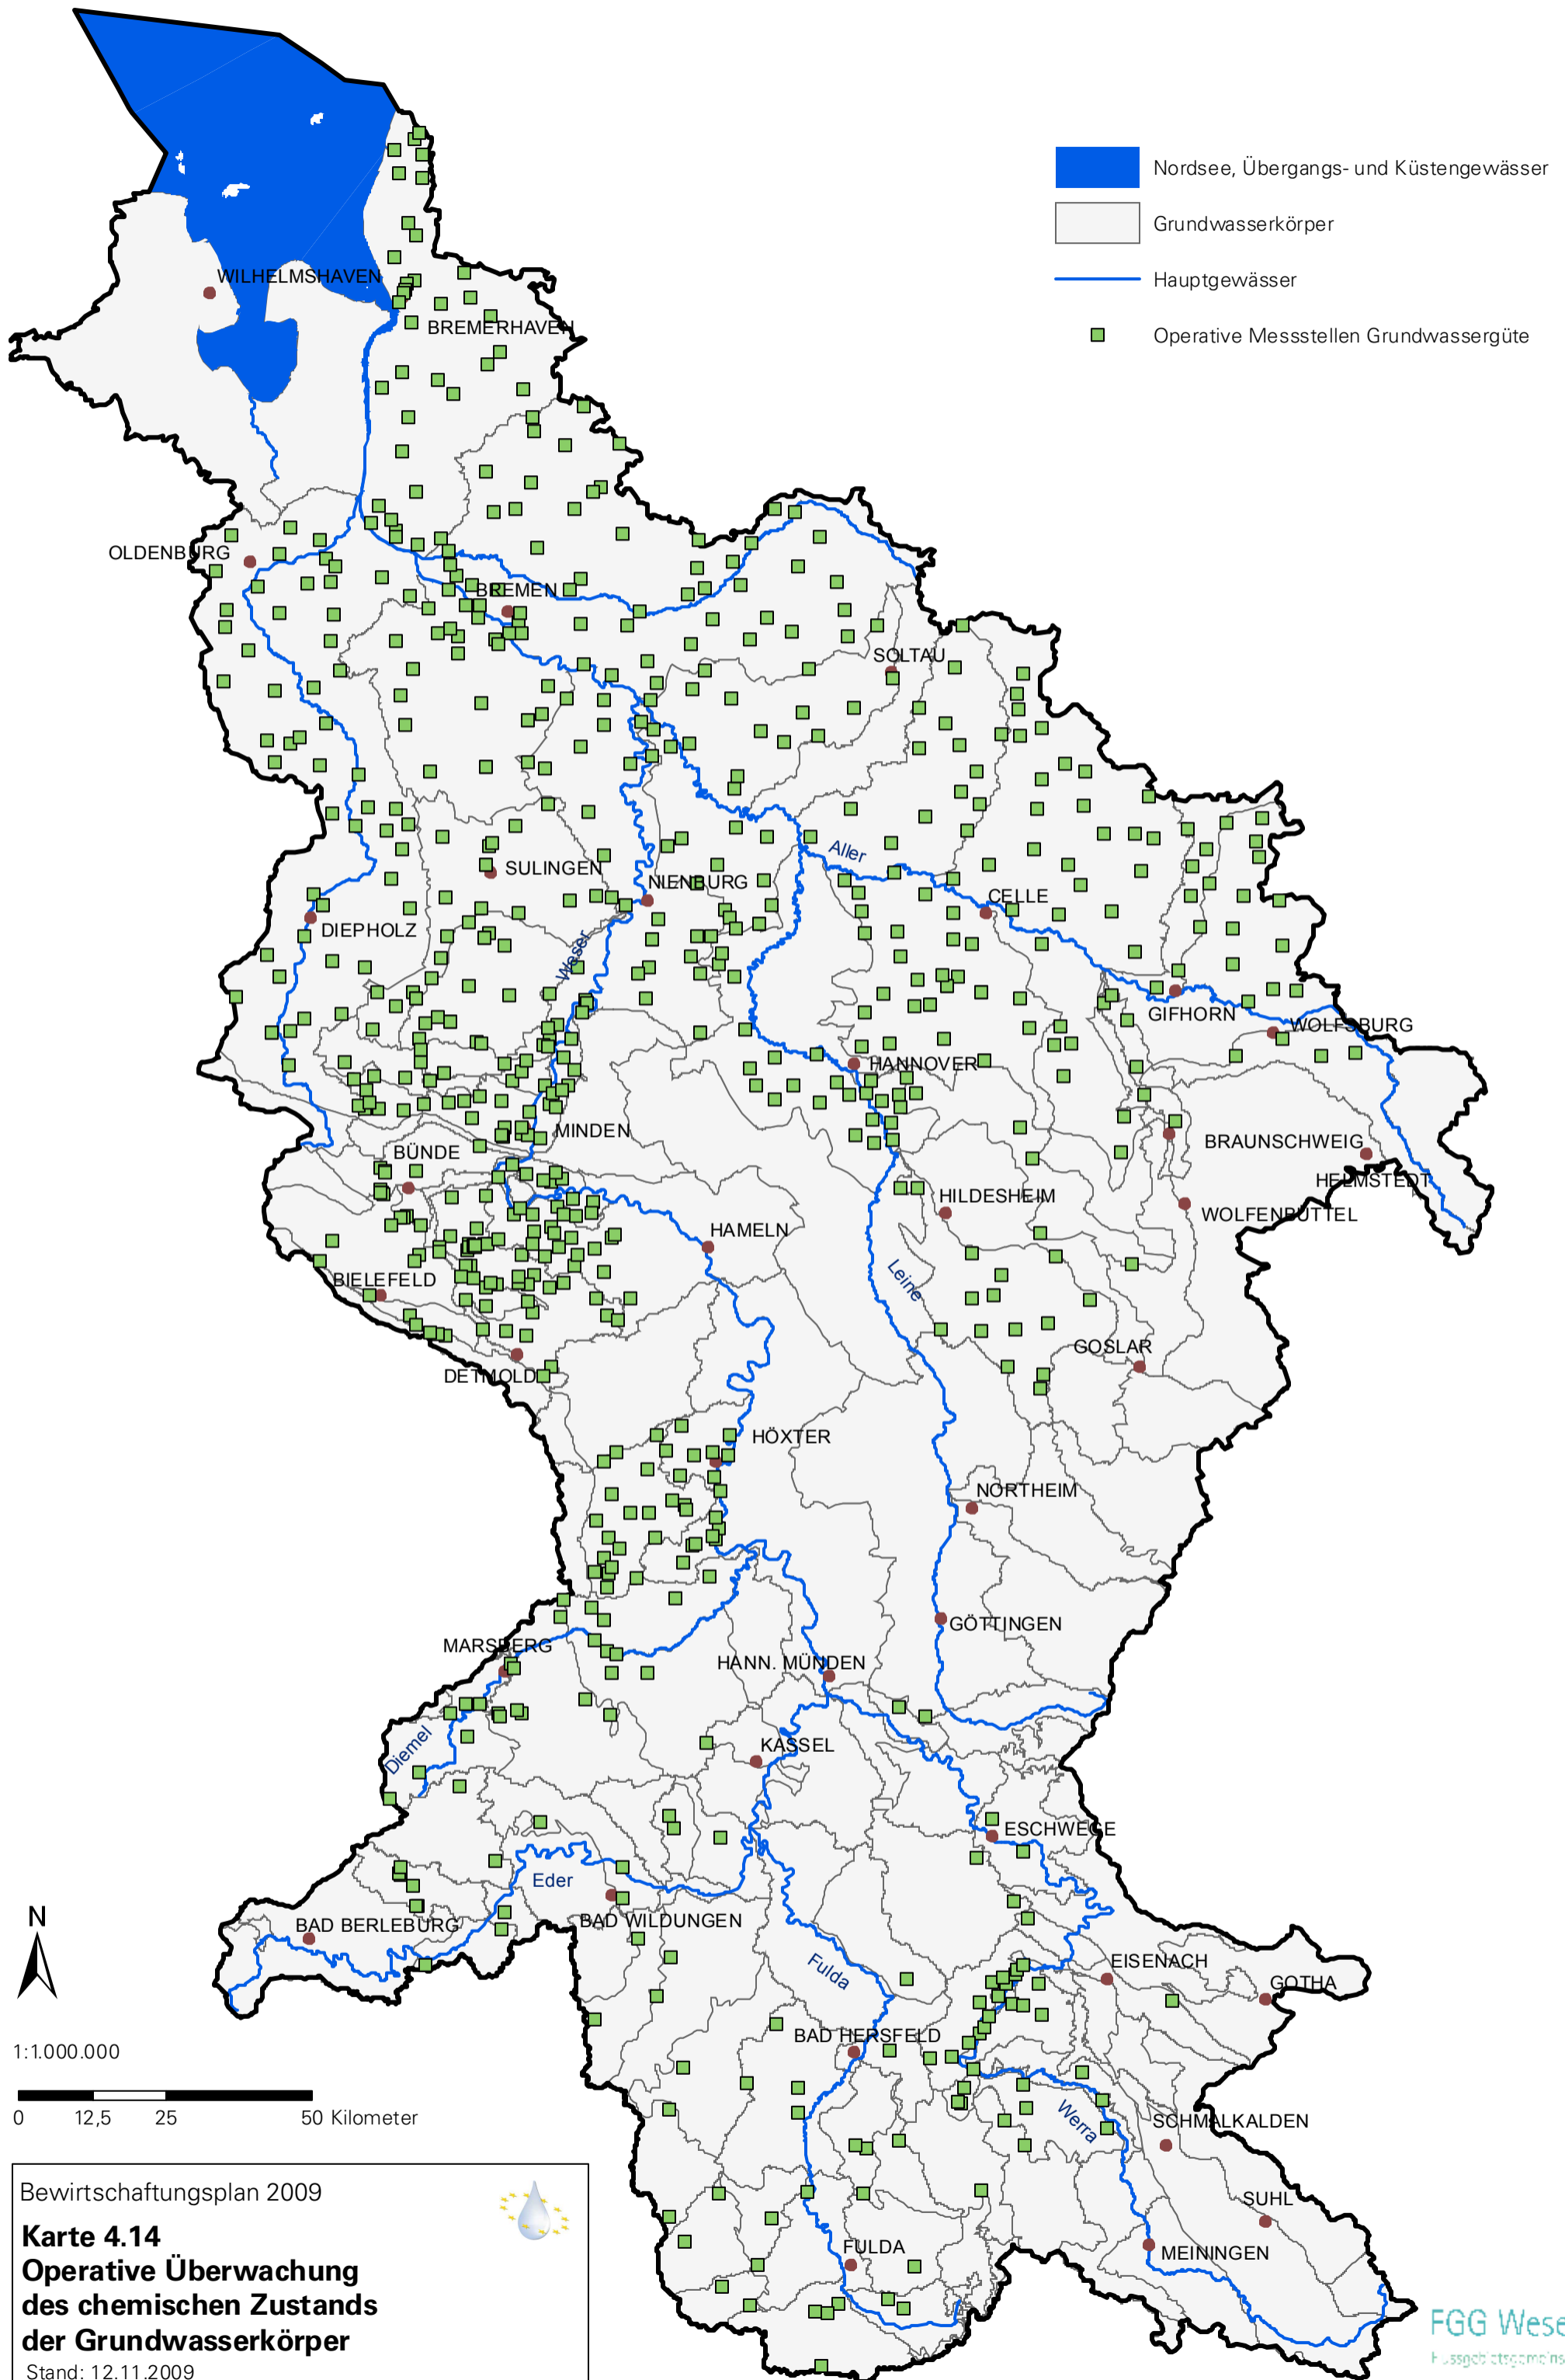 Nordsee, Übergangs- und Küstengewässer
Grundwasserkörper
Hauptgewässer
Operative Messstellen Grundwassergüte
WILHELMSHAVEN
BREMERHAVEN
OLDENBURG
BREMEN
SOLTAU
Aller
SULINGEN
NIENBURG
CELLE
DIEPHOLZ
Weser
GIFHORN
WOLFSBURG
HANNOVER
MINDEN
BRAUNSCHWEIG
BÜNDE
HELMSTEDT
HILDESHEIM
WOLFENBÜTTEL
HAMELN
Leine
BIELEFELD
GOSLAR
DETMOLD
HÖXTER
NORTHEIM
GÖTTINGEN
MARSBERG
HANN. MÜNDEN
Diemel
KASSEL
ESCHWEGE
Eder
BAD WILDUNGEN
BAD BERLEBURG
N
EISENACH
Fulda
GOTHA
BAD HERSFELD
1:1.000.000
0 12,5 25 50 Kilometer
Werra
SCHMALKALDEN
SUHL
FULDA
MEININGEN
Bewirtschaftungsplan 2009
Karte 4.14
Operative Überwachung
des chemischen Zustands
der Grundwasserkörper
Stand: 12.11.2009
FGG Wese